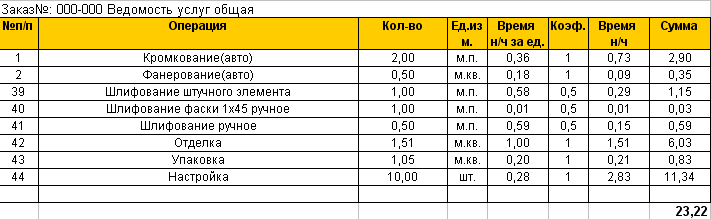 Заказ№: 000-000 Ведомость услуг общая
№п/п Операция Кол-во Ед.из м. Время н/ч за ед. Коэф. Время н/ч Сумма
1 Кромкование(авто) 2,00 м.п. 0,36 1 0,73 2,90
2 Фанерование(авто) 0,50 м.кв. 0,18 1 0,09 0,35
39 Шлифование штучного элемента 1,00 м.п. 0,58 0,5 0,29 1,15
40 Шлифование фаски 1х45 ручное 1,00 м.п. 0,01 0,5 0,01 0,03
41 Шлифование ручное 0,50 м.п. 0,59 0,5 0,15 0,59
42 Отделка 1,51 м.кв. 1,00 1 1,51 6,03
43 Упаковка 1,05 м.кв. 0,20 1 0,21 0,83
44 Настройка 10,00 шт. 0,28 1 2,83 11,34
23,22